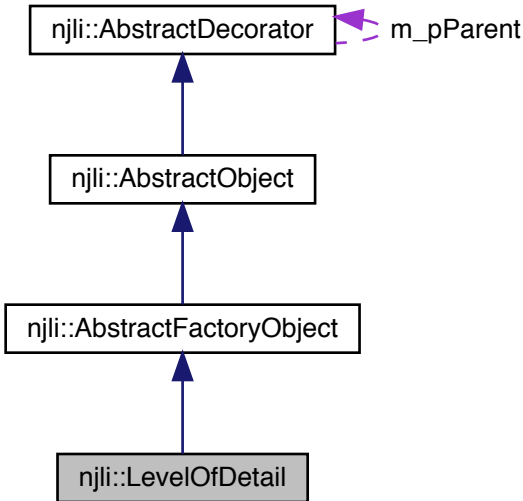 njli::AbstractDecorator
m_pParent
njli::AbstractObject
njli::AbstractFactoryObject
njli::LevelOfDetail